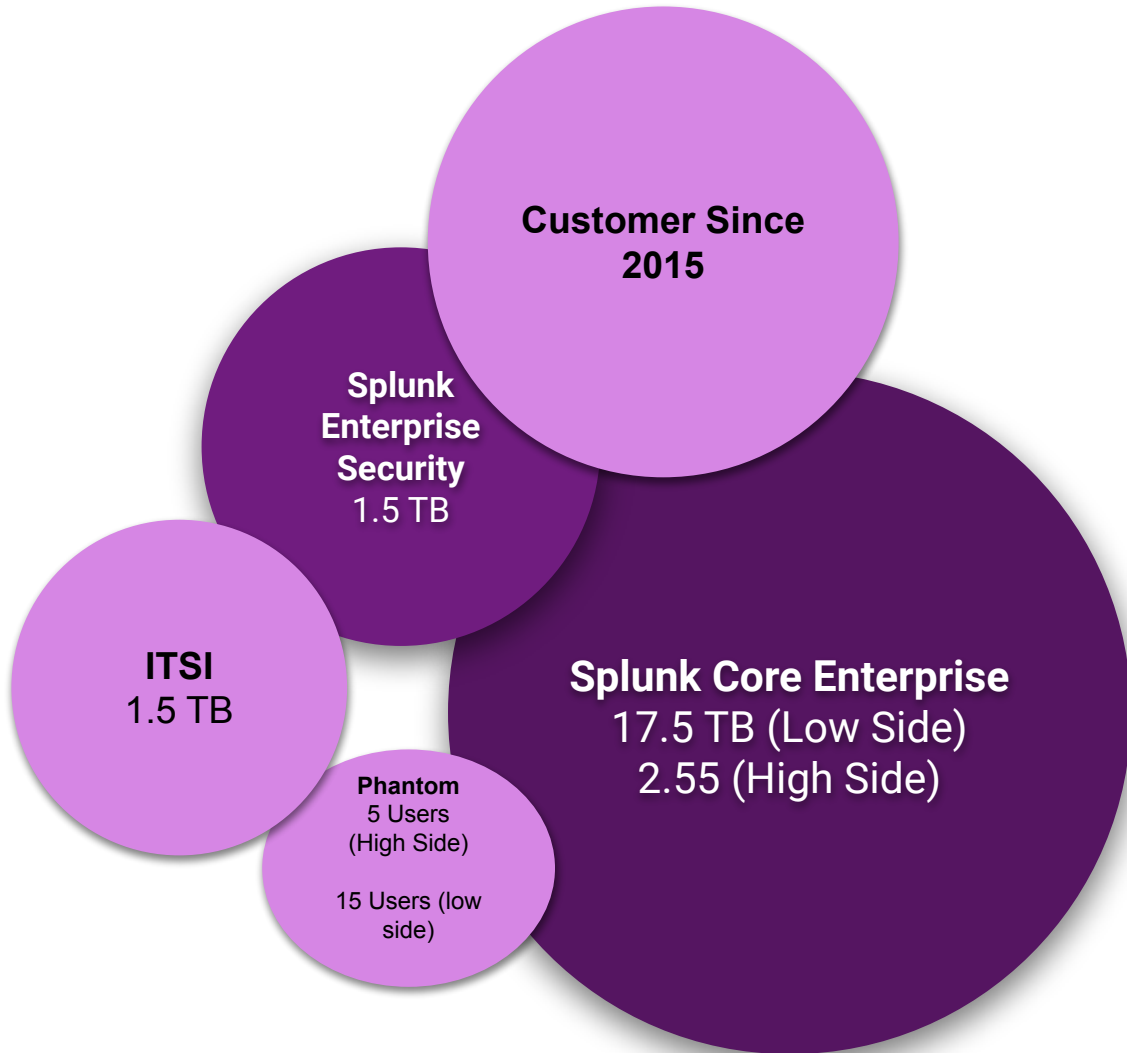 Customer Since
2015
Splunk
Enterprise
Security
1.5 TB
ITSI
1.5 TB
Splunk Core Enterprise
17.5 TB (Low Side)
2.55 (High Side)
Phantom
5 Users
(High Side)
15 Users (low
side)